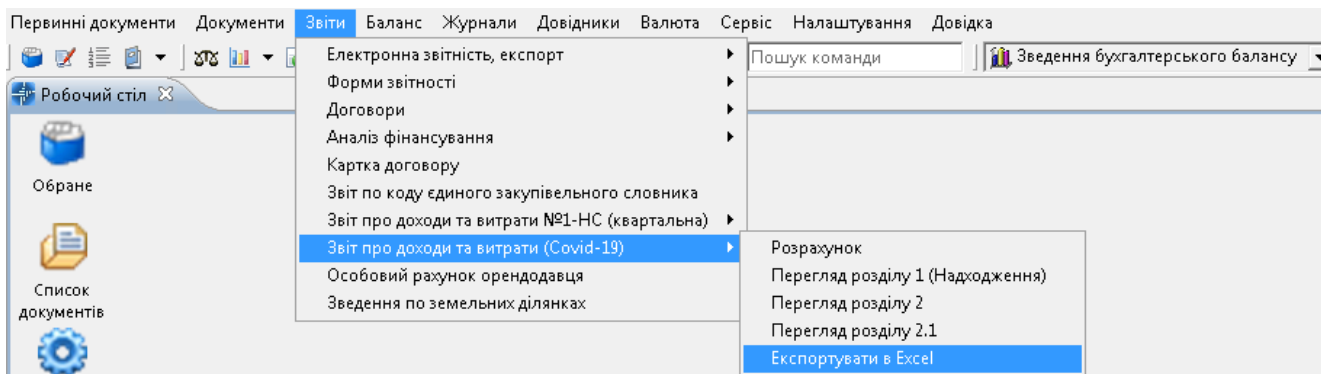 Первинні документи Документи Звіти Баланс Журнали Довідники Валюта Сервіс Налаштування Довідка
Пошук команди Зведення бухгалтерського балансу
Робочий стіл
Електронна звітність, експорт
Форми звітності
Договори
Аналіз фінансування
Картка договору
Звіт по коду єдиного закупівельного словника
Звіт про доходи та витрати №1-НС (квартальна)
Звіт про доходи та витрати (Covid-19)
Особовий рахунок орендодавця
Зведення по земельних ділянках
Обране
Список
документів
Розрахунок
Перегляд розділу 1 (Надходження)
Перегляд розділу 2
Перегляд розділу 2.1
Експортувати в Excel